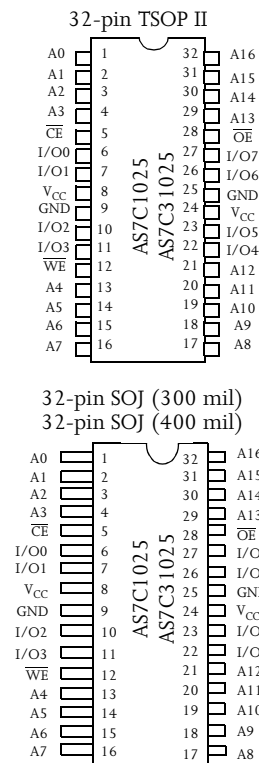 32-pin TSOP II
A0 1 32 A16
A1 2 31 A15
A2 3 30 A14
A3 4 29 A13
C̅E̅ 5 28 O̅E̅
I/O0 6 27 I/O7
I/O1 7 26 I/O6
VCC 8 25 GND
GND 9 24 VCC
I/O2 10 23 I/O5
I/O3 11 22 I/O4
W̅E̅ 12 21 A12
A4 13 20 A11
A5 14 19 A10
A6 15 18 A9
A7 16 17 A8
AS7C1025
AS7C31025
32-pin SOJ (300 mil)
32-pin SOJ (400 mil)
A0 1 32 A16
A1 2 31 A15
A2 3 30 A14
A3 4 29 A13
C̅E̅ 5 28 O̅E̅
I/O0 6 27 I/O
I/O1 7 26 I/O
VCC 8 25 GN
GND 9 24 VCC
I/O2 10 23 I/O
I/O3 11 22 I/O
W̅E̅ 12 21 A12
A4 13 20 A11
A5 14 19 A10
A6 15 18 A9
A7 16 17 A8
AS7C1025
AS7C31025